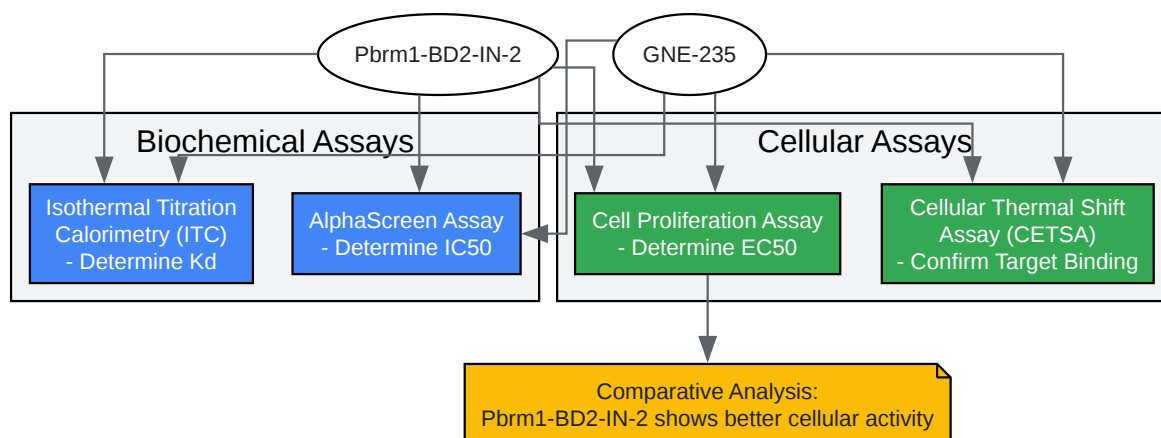 Pbrm1-BD2-IN-2
GNE-235
Biochemical Assays
Cellular Assays
Isothermal Titration
Calorimetry (ITC)
- Determine Kd
AlphaScreen Assay
- Determine IC50
Cell Proliferation Assay
- Determine EC50
Cellular Thermal Shift
Assay (CETSA)
- Confirm Target Binding
Comparative Analysis:
Pbrm1-BD2-IN-2 shows better cellular activity